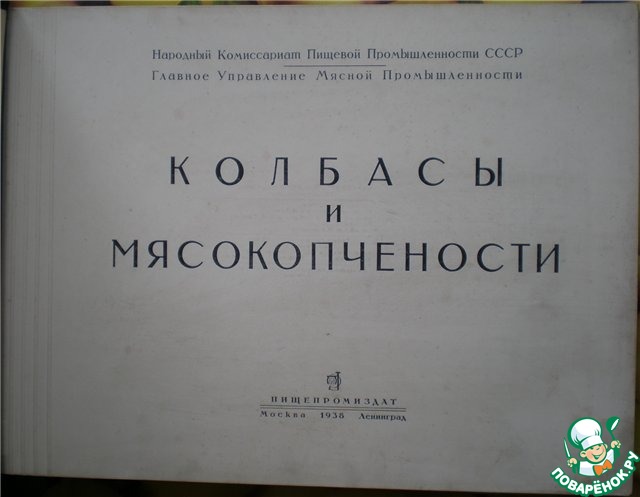 Народный Комиссариат Пищевой Промышленности СССР
Главное Управление Мясной Промышленности
КОЛБАСЫ
и
МЯСОКОПЧЕНОСТИ
ПИЩЕПРОМИЗДАТ
Москва 1938 Ленинград
ПОВАРЁНОК.РУ